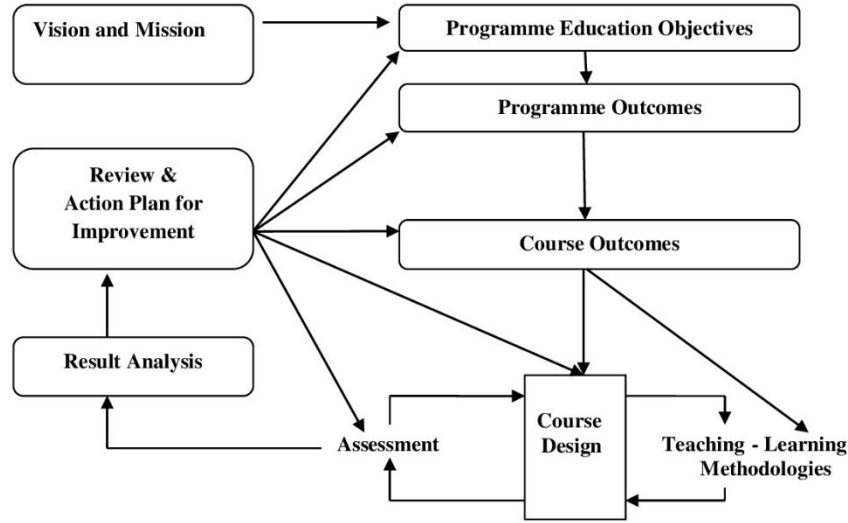 Vision and Mission
Programme Education Objectives
Programme Outcomes
Review &
Action Plan for
Improvement
Course Outcomes
Result Analysis
Assessment
Course
Design
Teaching - Learning
Methodologies